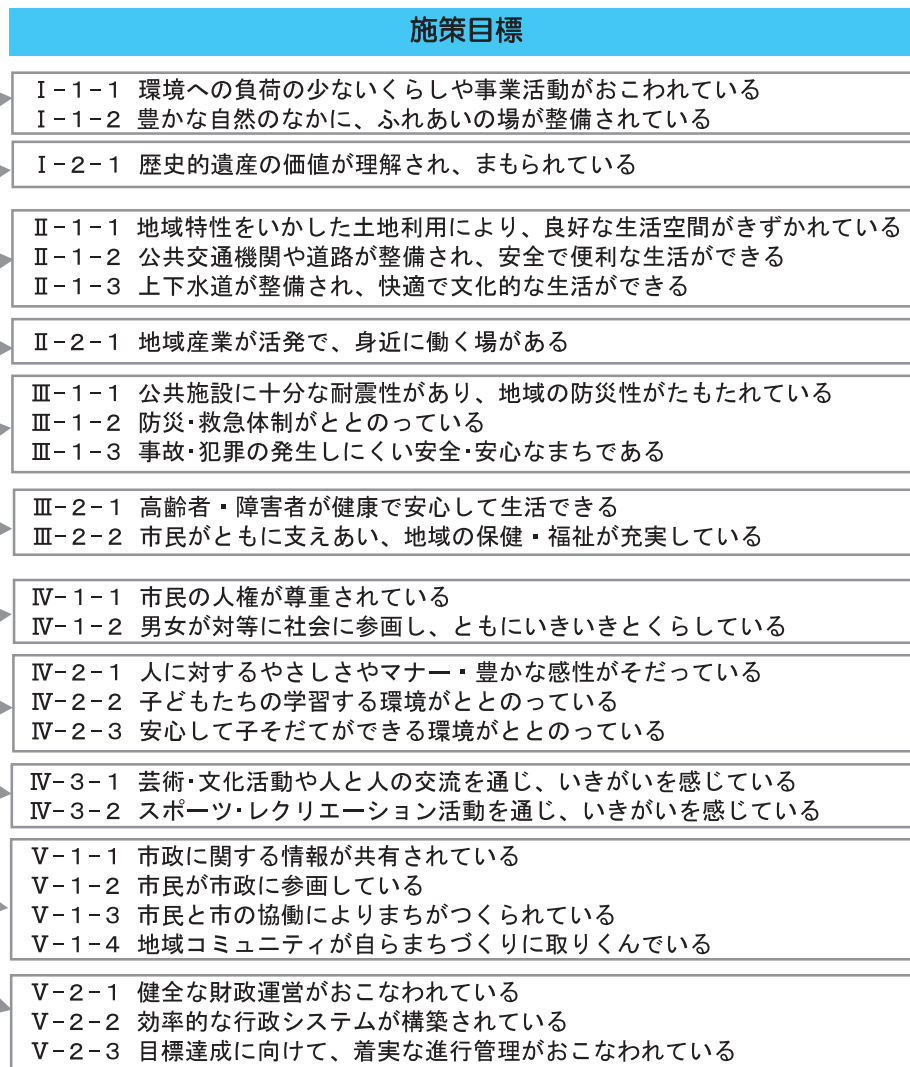 施策目標
Ⅰ-1-1 環境への負荷の少ないくらしや事業活動がおこわれている
Ⅰ-1-2 豊かな自然のなかに、ふれあいの場が整備されている
Ⅰ-2-1 歴史的遺産の価値が理解され、まもられている
Ⅱ-1-1 地域特性をいかした土地利用により、良好な生活空間がきずかれている
Ⅱ-1-2 公共交通機関や道路が整備され、安全で便利な生活ができる
Ⅱ-1-3 上下水道が整備され、快適で文化的な生活ができる
Ⅱ-2-1 地域産業が活発で、身近に働く場がある
Ⅲ-1-1 公共施設に十分な耐震性があり、地域の防災性がたもたれている
Ⅲ-1-2 防災・救急体制がととのっている
Ⅲ-1-3 事故・犯罪の発生しにくい安全・安心なまちである
Ⅲ-2-1 高齢者・障害者が健康で安心して生活できる
Ⅲ-2-2 市民がともに支えあい、地域の保健・福祉が充実している
Ⅳ-1-1 市民の人権が尊重されている
Ⅳ-1-2 男女が対等に社会に参画し、ともにいきいきとくらしている
Ⅳ-2-1 人に対するやさしさやマナー・豊かな感性がそだっている
Ⅳ-2-2 子どもたちの学習する環境がととのっている
Ⅳ-2-3 安心して子そだてができる環境がととのっている
Ⅳ-3-1 芸術・文化活動や人と人の交流を通じ、いきがいを感じている
Ⅳ-3-2 スポーツ・レクリエーション活動を通じ、いきがいを感じている
Ⅴ-1-1 市政に関する情報が共有されている
Ⅴ-1-2 市民が市政に参画している
Ⅴ-1-3 市民と市の協働によりまちがつくられている
Ⅴ-1-4 地域コミュニティが自らまちづくりに取りくんでいる
Ⅴ-2-1 健全な財政運営がおこなわれている
Ⅴ-2-2 効率的な行政システムが構築されている
Ⅴ-2-3 目標達成に向けて、着実な進行管理がおこなわれている